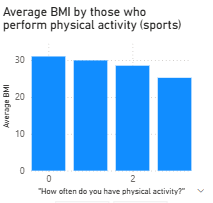 Average BMI by those who
perform physical activity (sports)
30
20
10
0
Average BMI
0
2
"How often do you have physical activity?"